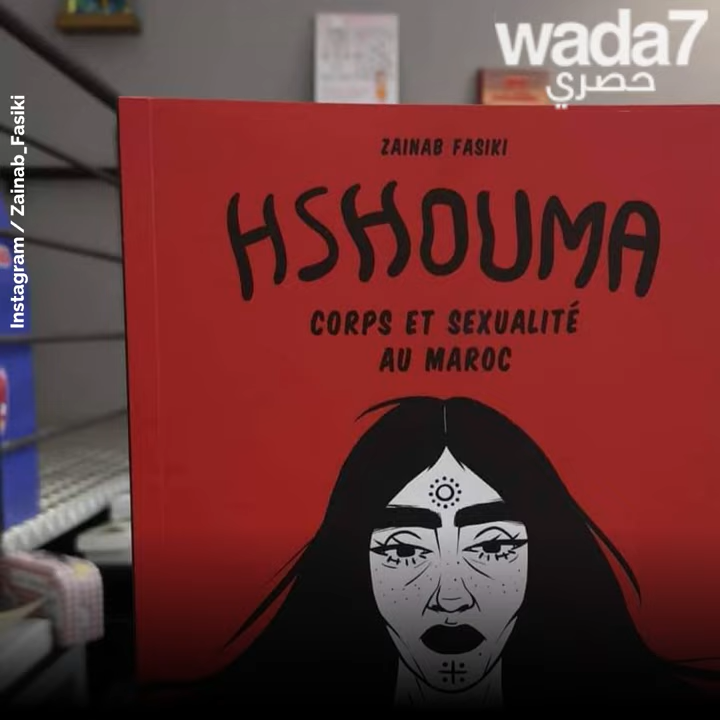 wada7
حصري
Instagram / Zainab_Fasiki
ZAINAB FASIKI
HSHOUMA
CORPS ET SEXUALITÉ
AU MAROC